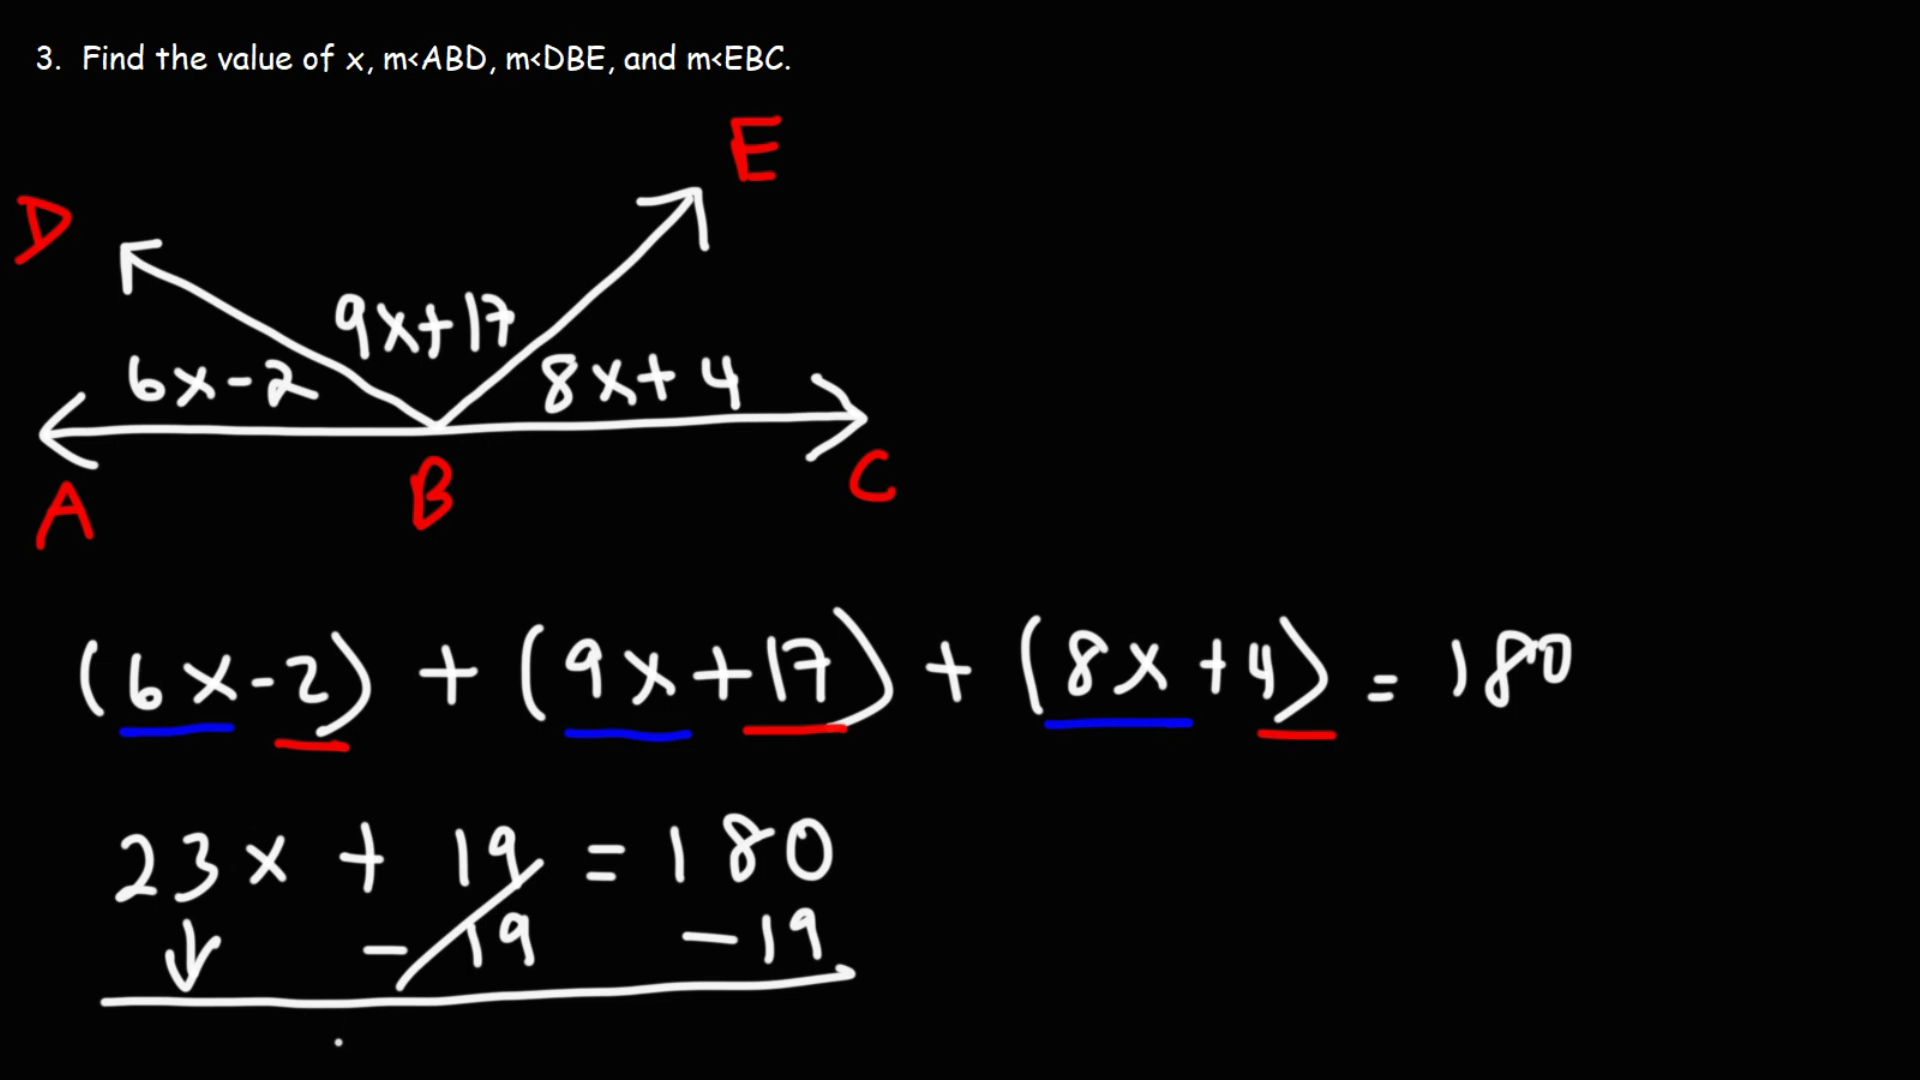 3. Find the value of x, m<ABD, m<DBE, and m<EBC.
E
D
9x+17
6x-2
8x+4
A
B
C
(6x-2) + (9x+17) + (8x+4) = 180
23x + 19 = 180
-19 -19